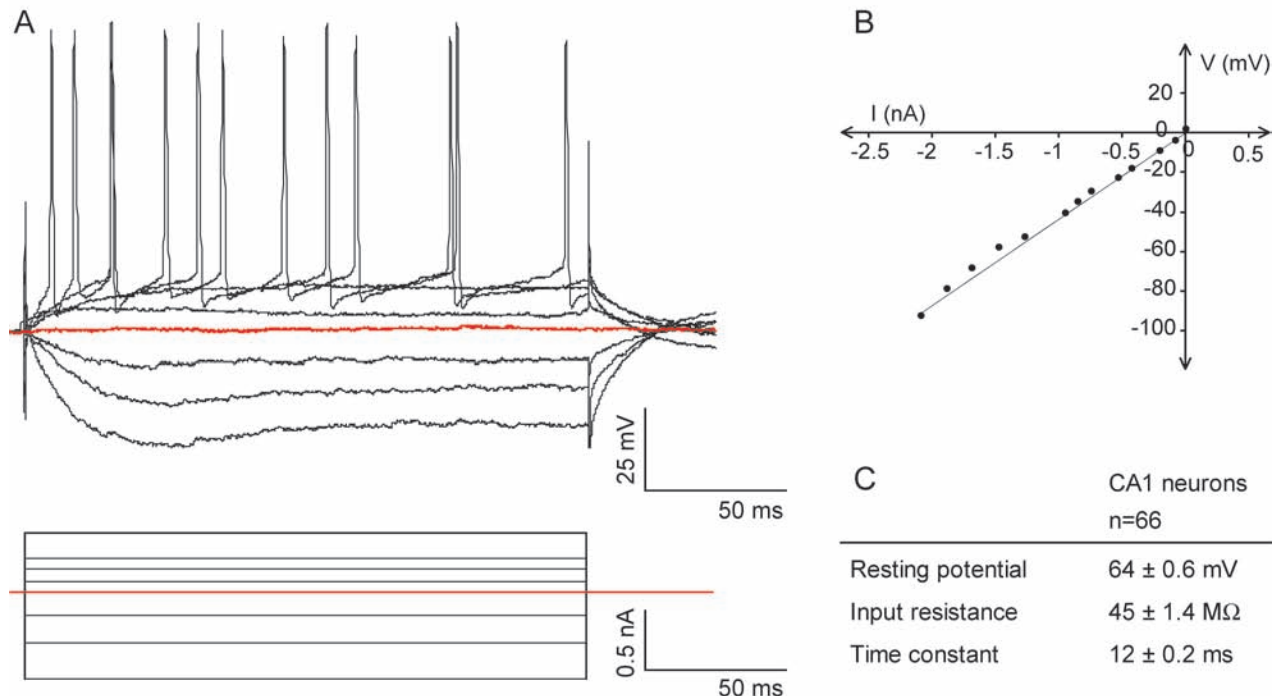 A
25 mV
50 ms
0.5 nA
50 ms
B
V (mV)
I (nA)
20
0
-2.5 -2 -1.5 -1 -0.5 0 0.5
-20
-40
-60
-80
-100
C
CA1 neurons
n=66
Resting potential 64 ± 0.6 mV
Input resistance 45 ± 1.4 MΩ
Time constant 12 ± 0.2 ms